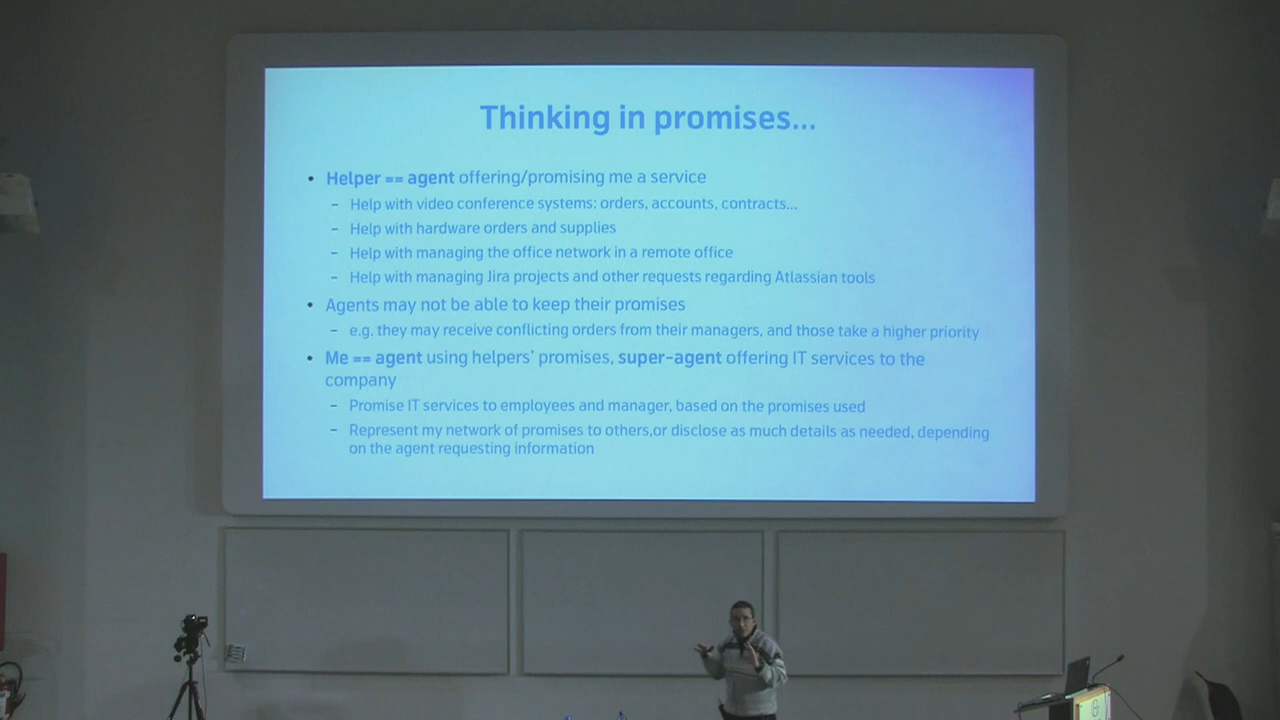 Thinking in promises...
• Helper == agent offering/promising me a service
– Help with video conference systems: orders, accounts, contracts...
– Help with hardware orders and supplies
– Help with managing the office network in a remote office
– Help with managing Jira projects and other requests regarding Atlassian tools
• Agents may not be able to keep their promises
– e.g. they may receive conflicting orders from their managers, and those take a higher priority
• Me == agent using helpers' promises, super-agent offering IT services to the
company
– Promise IT services to employees and manager, based on the promises used
– Represent my network of promises to others,or disclose as much details as needed, depending
on the agent requesting information